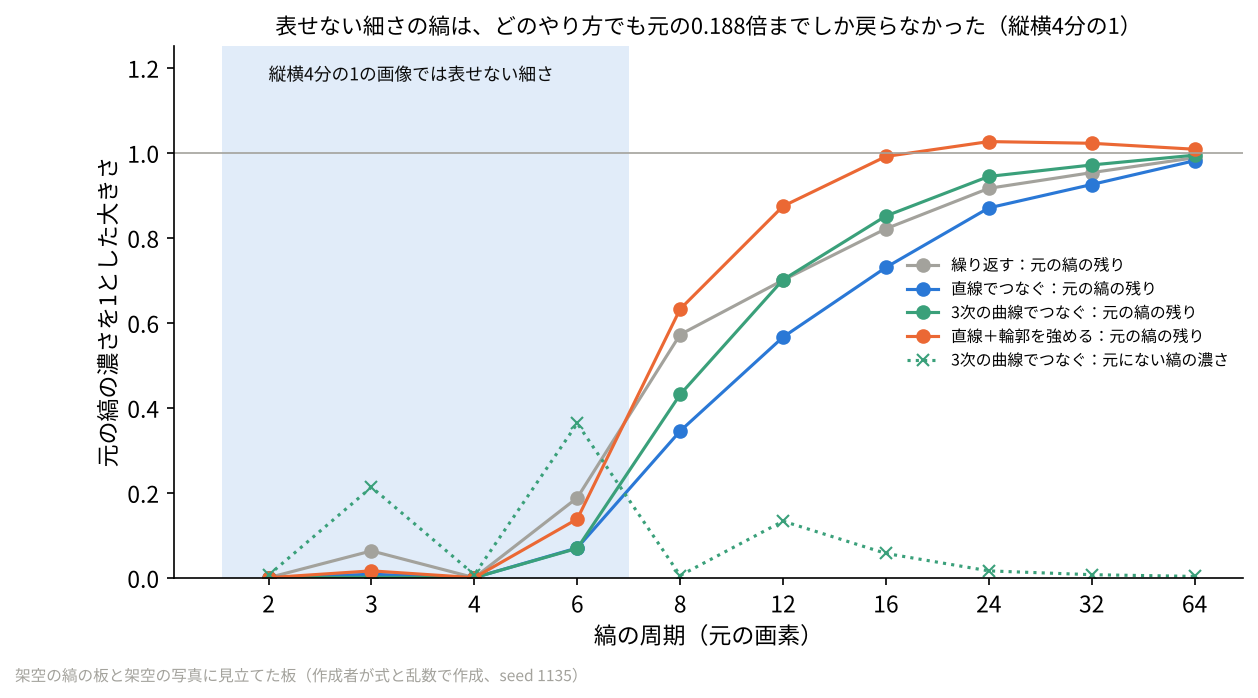 表せない細さの縞は、どのやり方でも元の0.188倍までしか戻らなかった（縦横4分の1）
縦横4分の1の画像では表せない細さ
元の縞の濃さを1とした大きさ
1.2
1.0
0.8
0.6
0.4
0.2
0.0
繰り返す：元の縞の残り
直線でつなぐ：元の縞の残り
3次の曲線でつなぐ：元の縞の残り
直線＋輪郭を強める：元の縞の残り
3次の曲線でつなぐ：元にない縞の濃さ
2 3 4 6 8 12 16 24 32 64
縞の周期（元の画素）
架空の縞の板と架空の写真に見立てた板（作成者が式と乱数で作成、seed 1135）